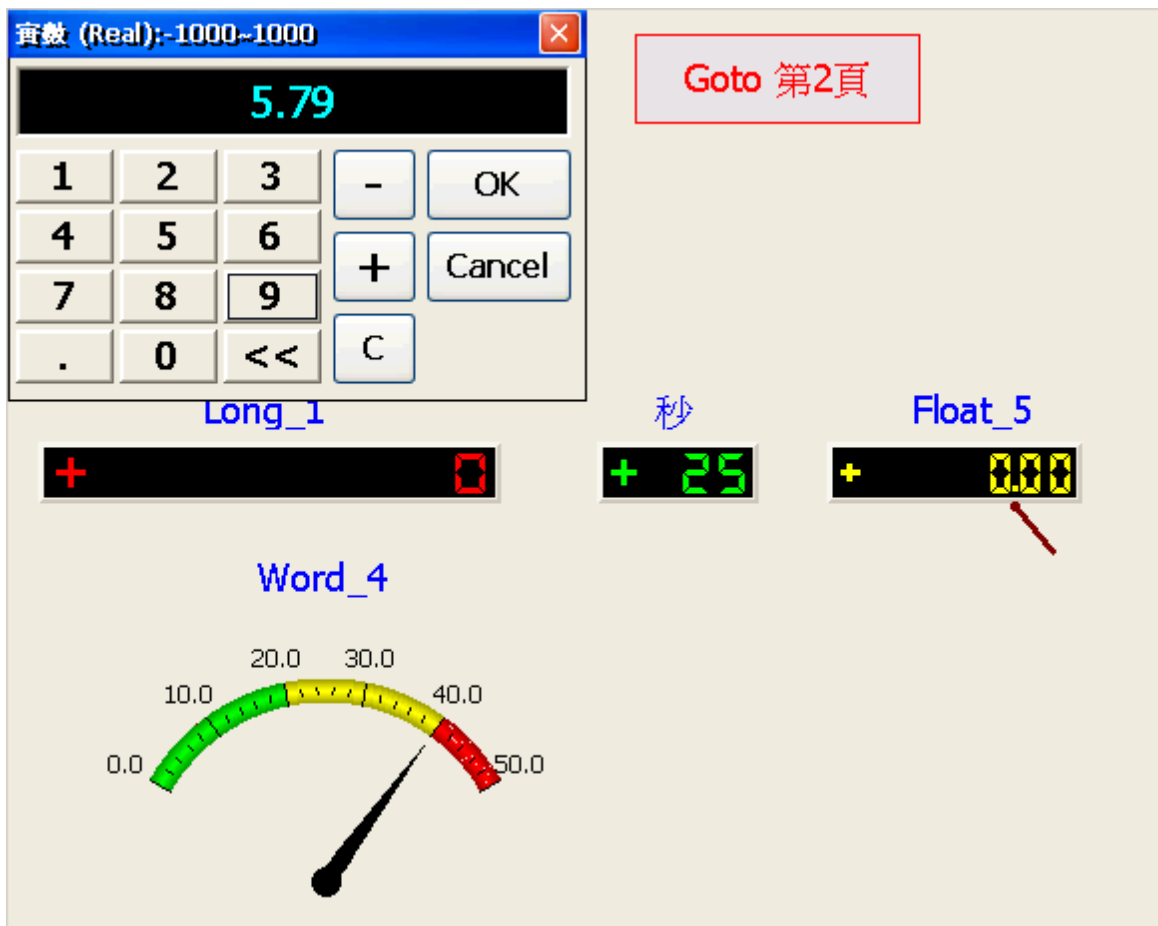 實數 (Real):-1000~1000
5.79
1 2 3 - OK
4 5 6
+ Cancel
7 8 9
C
. 0 <<
Goto 第2頁
Long_1 秒 Float_5
+ 0 + 25 + 0.00
Word_4
20.0 30.0
10.0 40.0
0.0 50.0